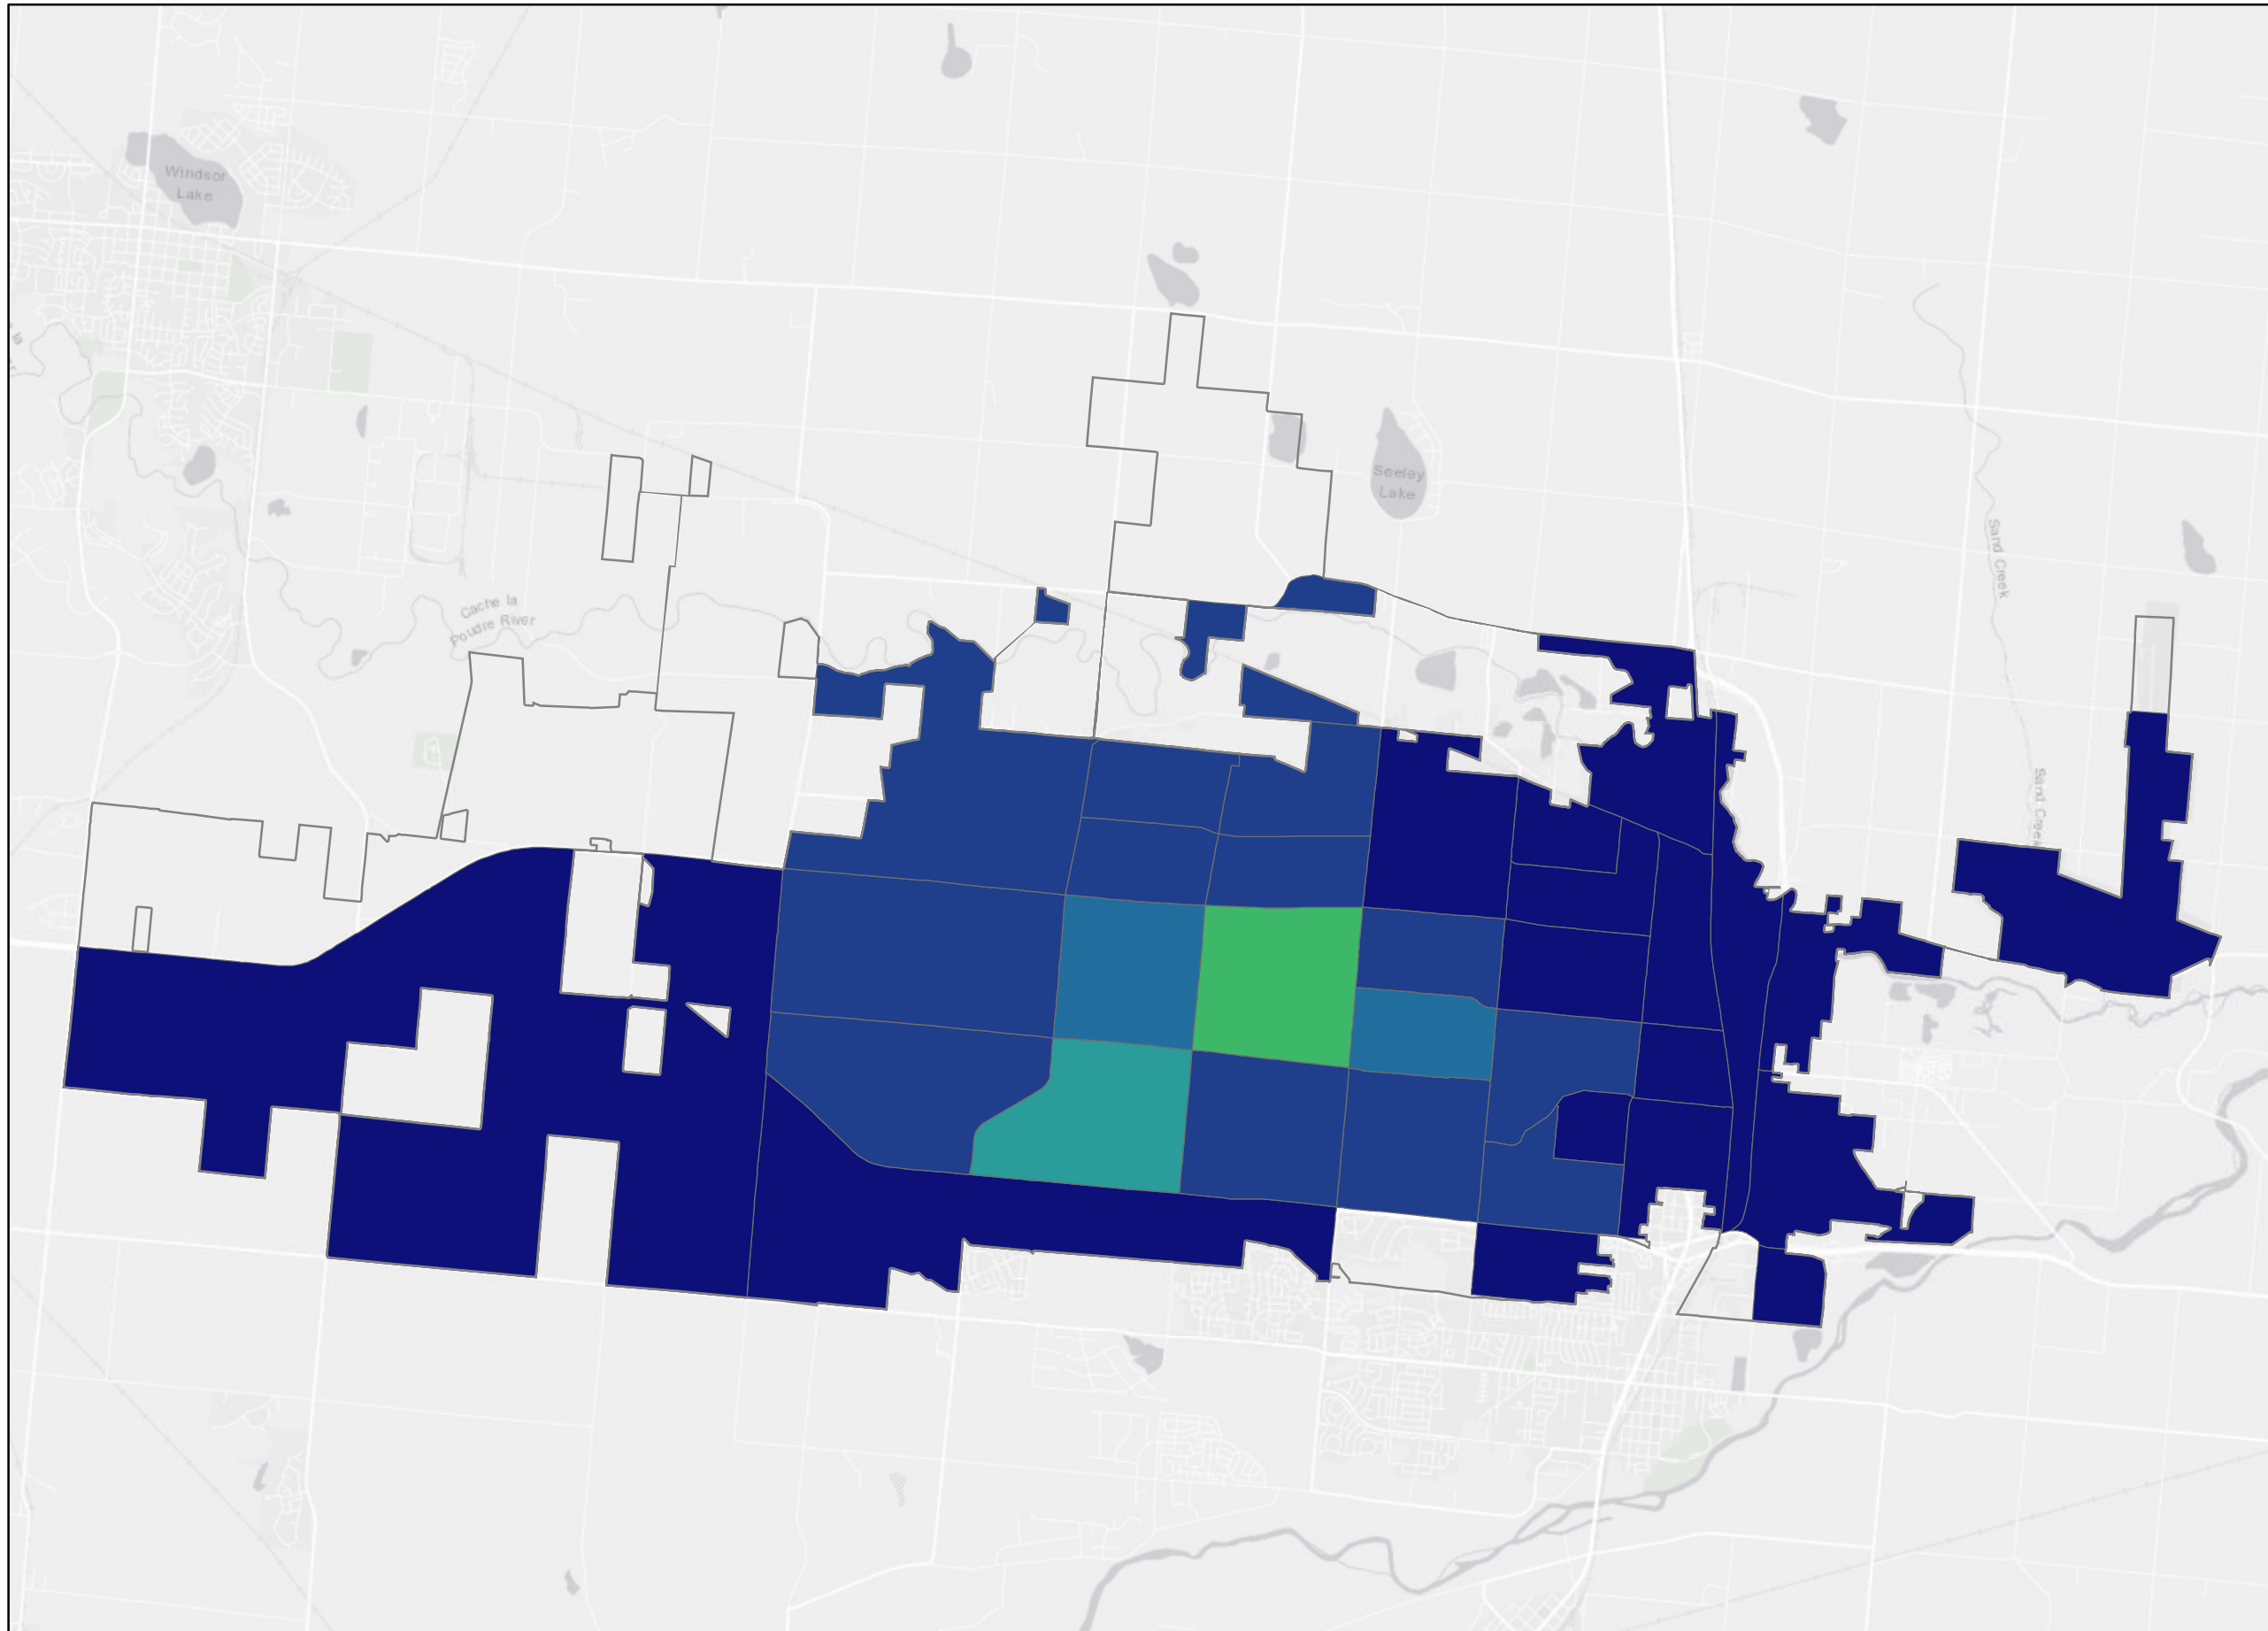 Windsor
Lake
Seeley
Lake
Sand Creek
Cache la
Poudre River
Sand Creek